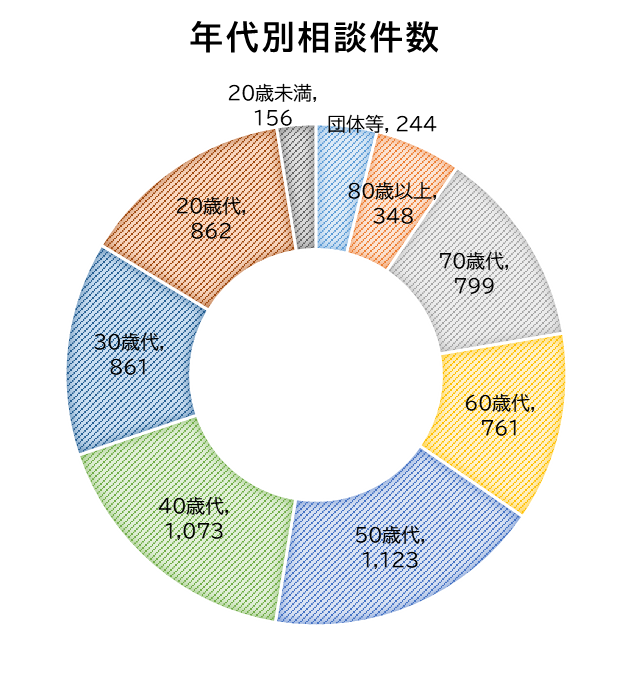 年代別相談件数
20歳未満,
156
団体等, 244
80歳以上,
348
20歳代,
862
70歳代,
799
30歳代,
861
60歳代,
761
40歳代,
1,073
50歳代,
1,123